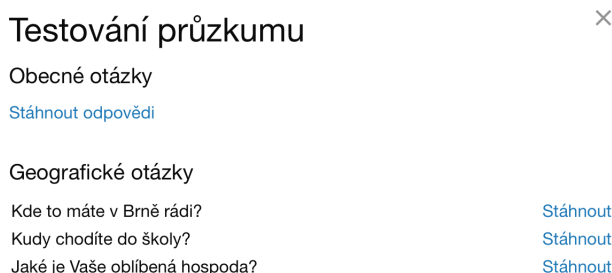 Testování průzkumu
Obecné otázky
Stáhnout odpovědi
Geografické otázky
Kde to máte v Brně rádi? Stáhnout
Kudy chodíte do školy? Stáhnout
Jaké je Vaše oblíbená hospoda? Stáhnout